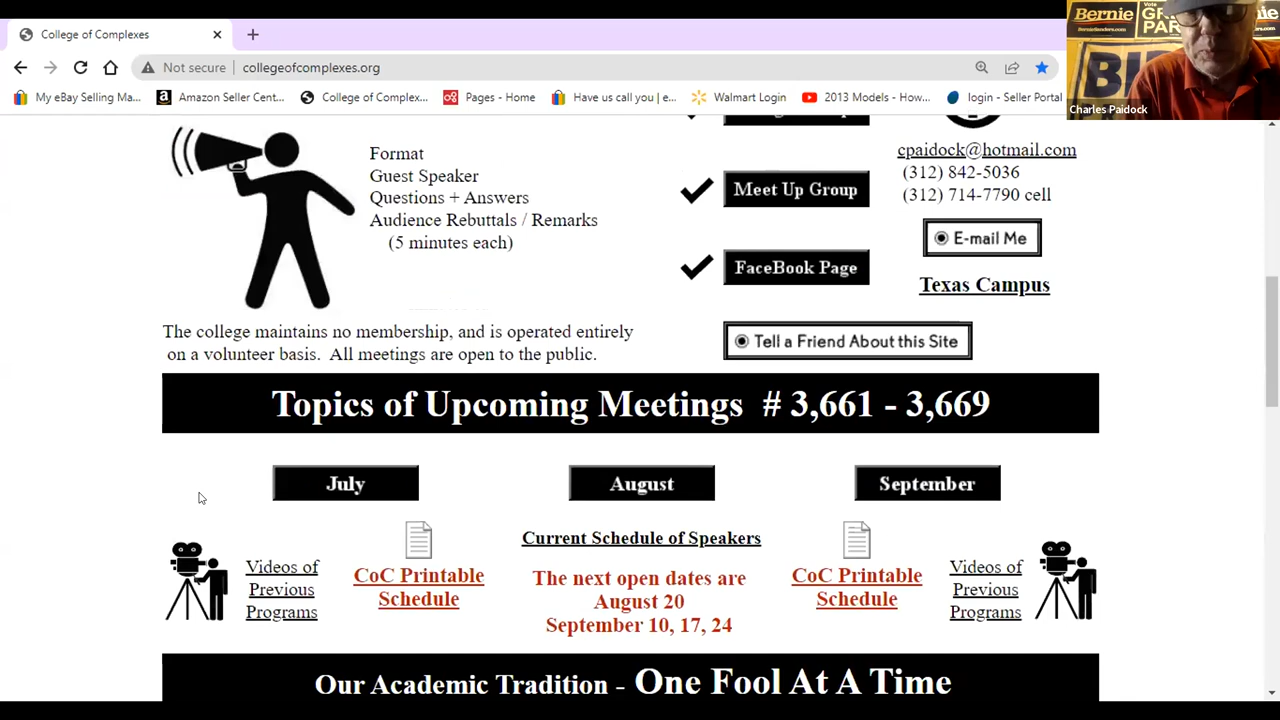 College of Complexes
Not secure
collegeofcomplexes.org
My eBay Selling Ma...
Amazon Seller Cent...
College of Complex...
Pages - Home
Have us call you | e...
Walmart Login
2013 Models - How...
login - Seller Portal
Bernie
BernieSanders.com
Vote
Bernie
Charles Paidock
Format
Guest Speaker
Questions + Answers
Audience Rebuttals / Remarks
(5 minutes each)
Meet Up Group
FaceBook Page
cpaidock@hotmail.com
(312) 842-5036
(312) 714-7790 cell
E-mail Me
Texas Campus
The college maintains no membership, and is operated entirely
on a volunteer basis. All meetings are open to the public.
Tell a Friend About this Site
Topics of Upcoming Meetings # 3,661 - 3,669
July
August
September
Videos of
Previous
Programs
CoC Printable
Schedule
Current Schedule of Speakers
The next open dates are
August 20
September 10, 17, 24
CoC Printable
Schedule
Videos of
Previous
Programs
Our Academic Tradition - One Fool At A Time